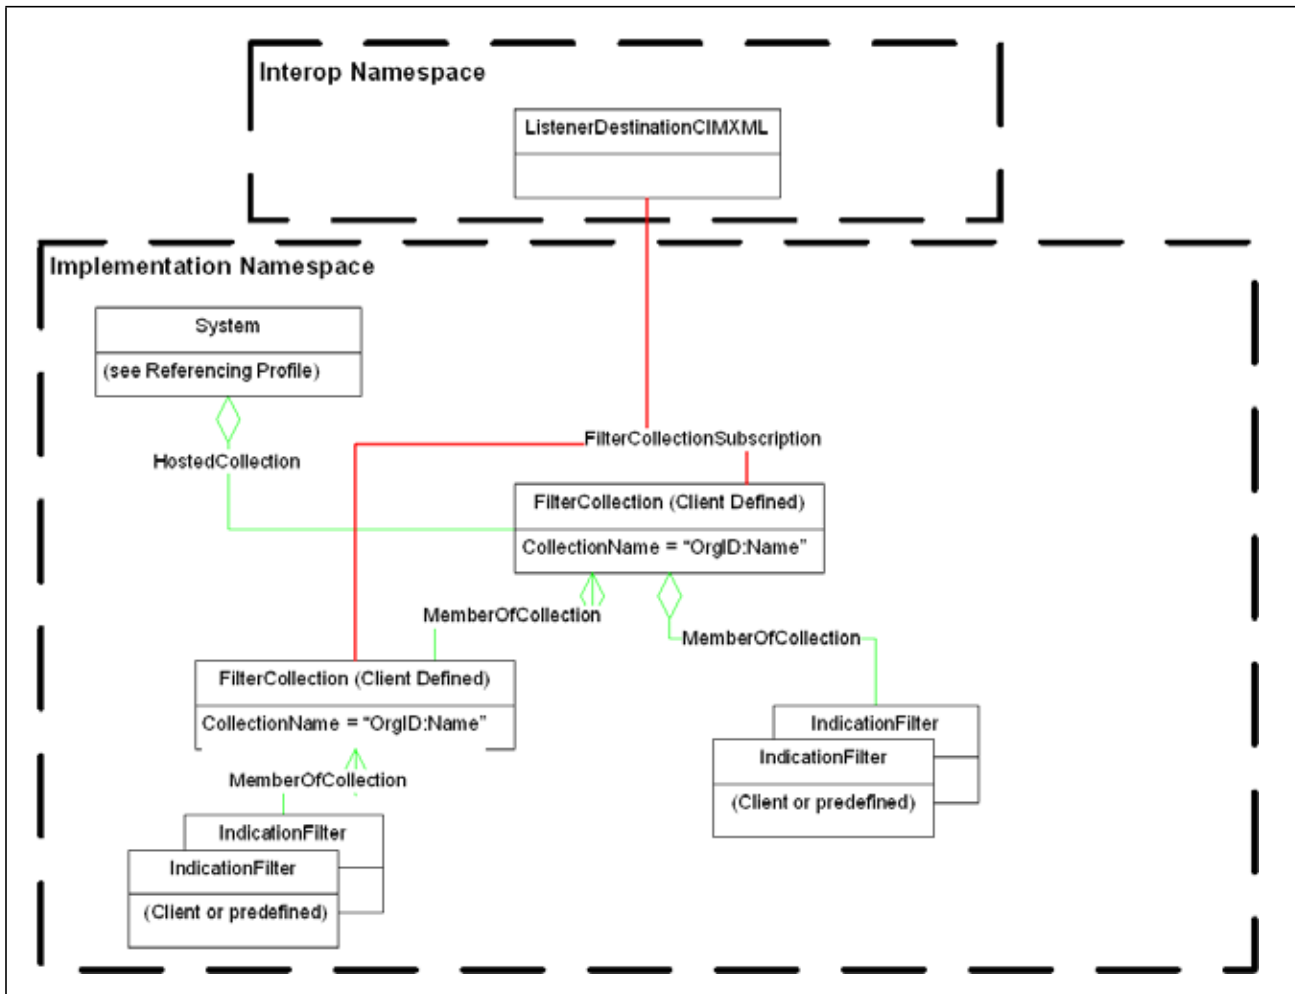 Interop Namespace
ListenerDestinationCIMXML
Implementation Namespace
System
(see Referencing Profile)
FilterCollectionSubscription
HostedCollection
FilterCollection (Client Defined)
CollectionName = “OrgID:Name”
MemberOfCollection
MemberOfCollection
FilterCollection (Client Defined)
CollectionName = “OrgID:Name”
IndicationFilter
IndicationFilter
(Client or predefined)
MemberOfCollection
IndicationFilter
IndicationFilter
(Client or predefined)